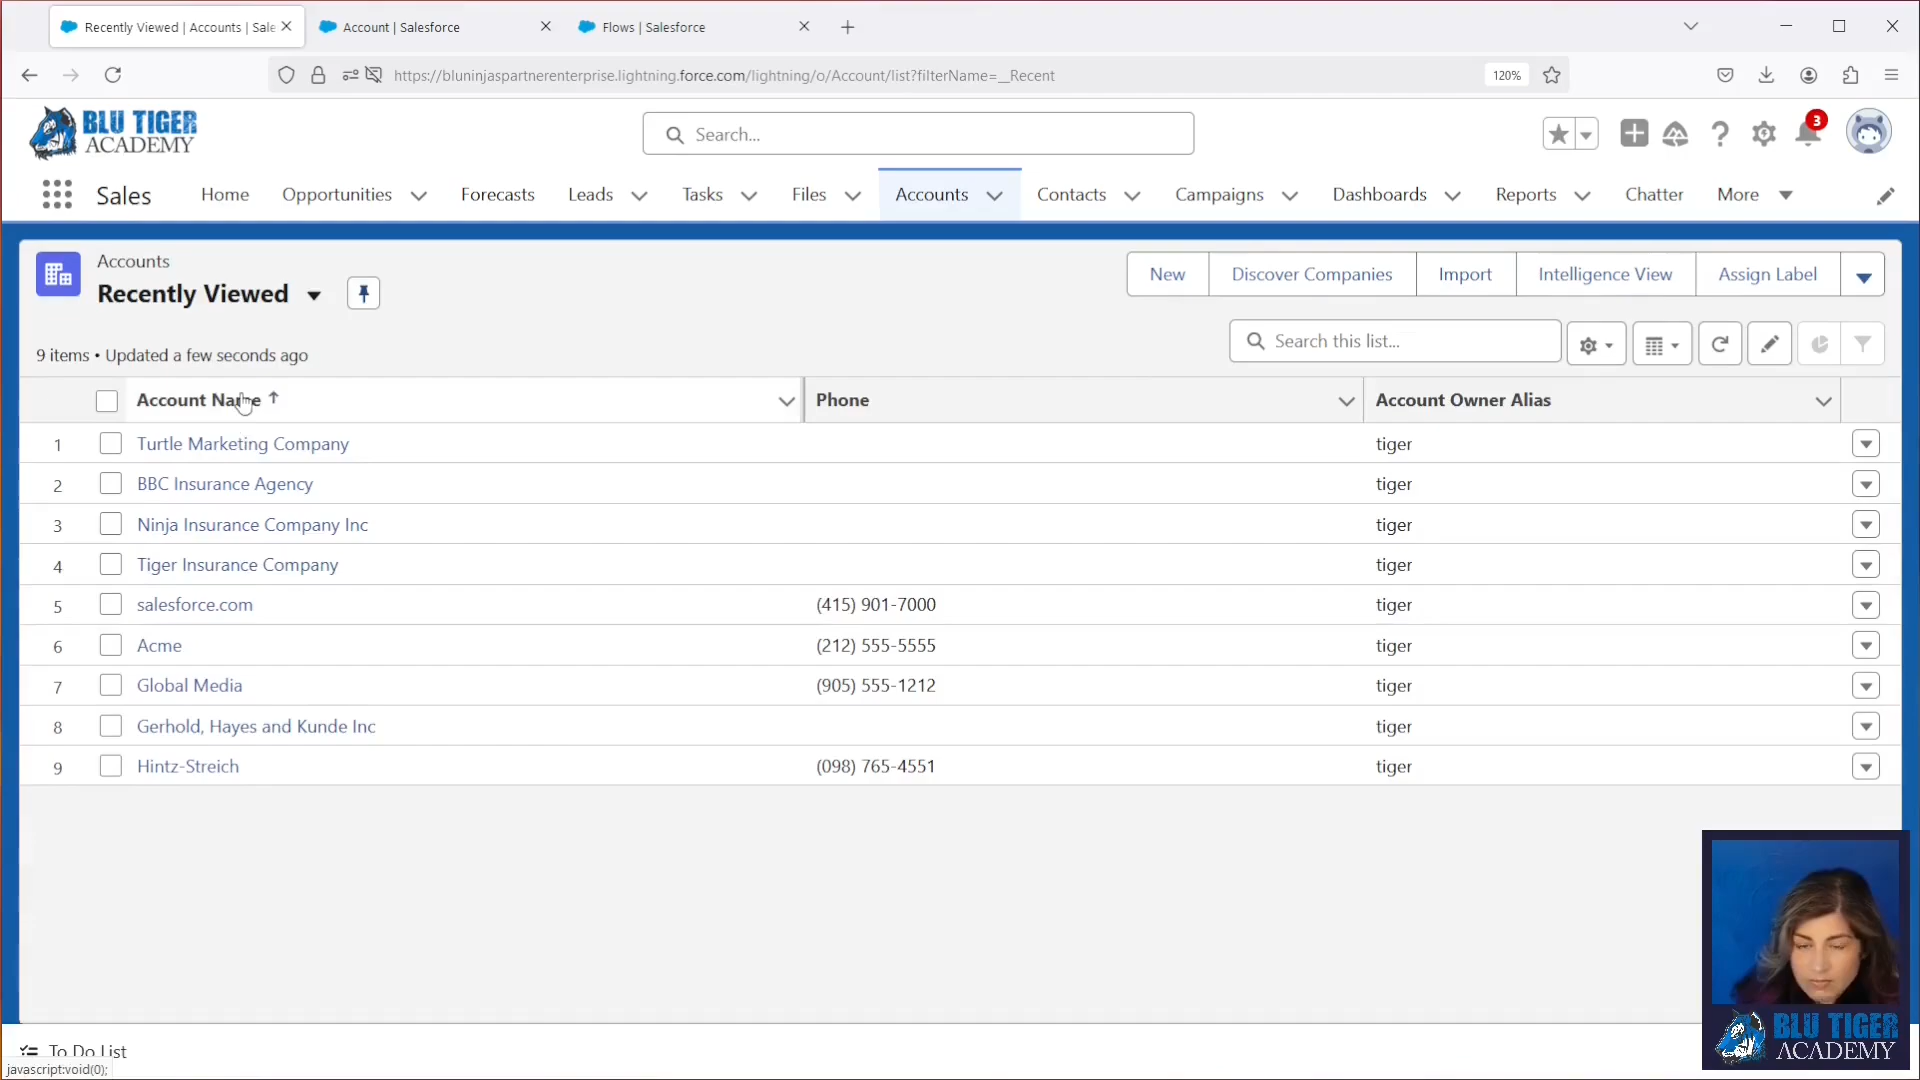 Recently Viewed | Accounts | Sale
Account | Salesforce
Flows | Salesforce
https://bluninjaspartnerenterprise.lightning.force.com/lightning/o/Account/list?filterName=__Recent
120%
BLU TIGER
ACADEMY
Search...
3
Sales
Home
Opportunities
Forecasts
Leads
Tasks
Files
Accounts
Contacts
Campaigns
Dashboards
Reports
Chatter
More
Accounts
Recently Viewed
New
Discover Companies
Import
Intelligence View
Assign Label
9 items • Updated a few seconds ago
Search this list...
Account Name
Phone
Account Owner Alias
1 Turtle Marketing Company tiger
2 BBC Insurance Agency tiger
3 Ninja Insurance Company Inc tiger
4 Tiger Insurance Company tiger
5 salesforce.com (415) 901-7000 tiger
6 Acme (212) 555-5555 tiger
7 Global Media (905) 555-1212 tiger
8 Gerhold, Hayes and Kunde Inc tiger
9 Hintz-Streich (098) 765-4551 tiger
BLU TIGER
ACADEMY
To Do List
javascript:void(0);